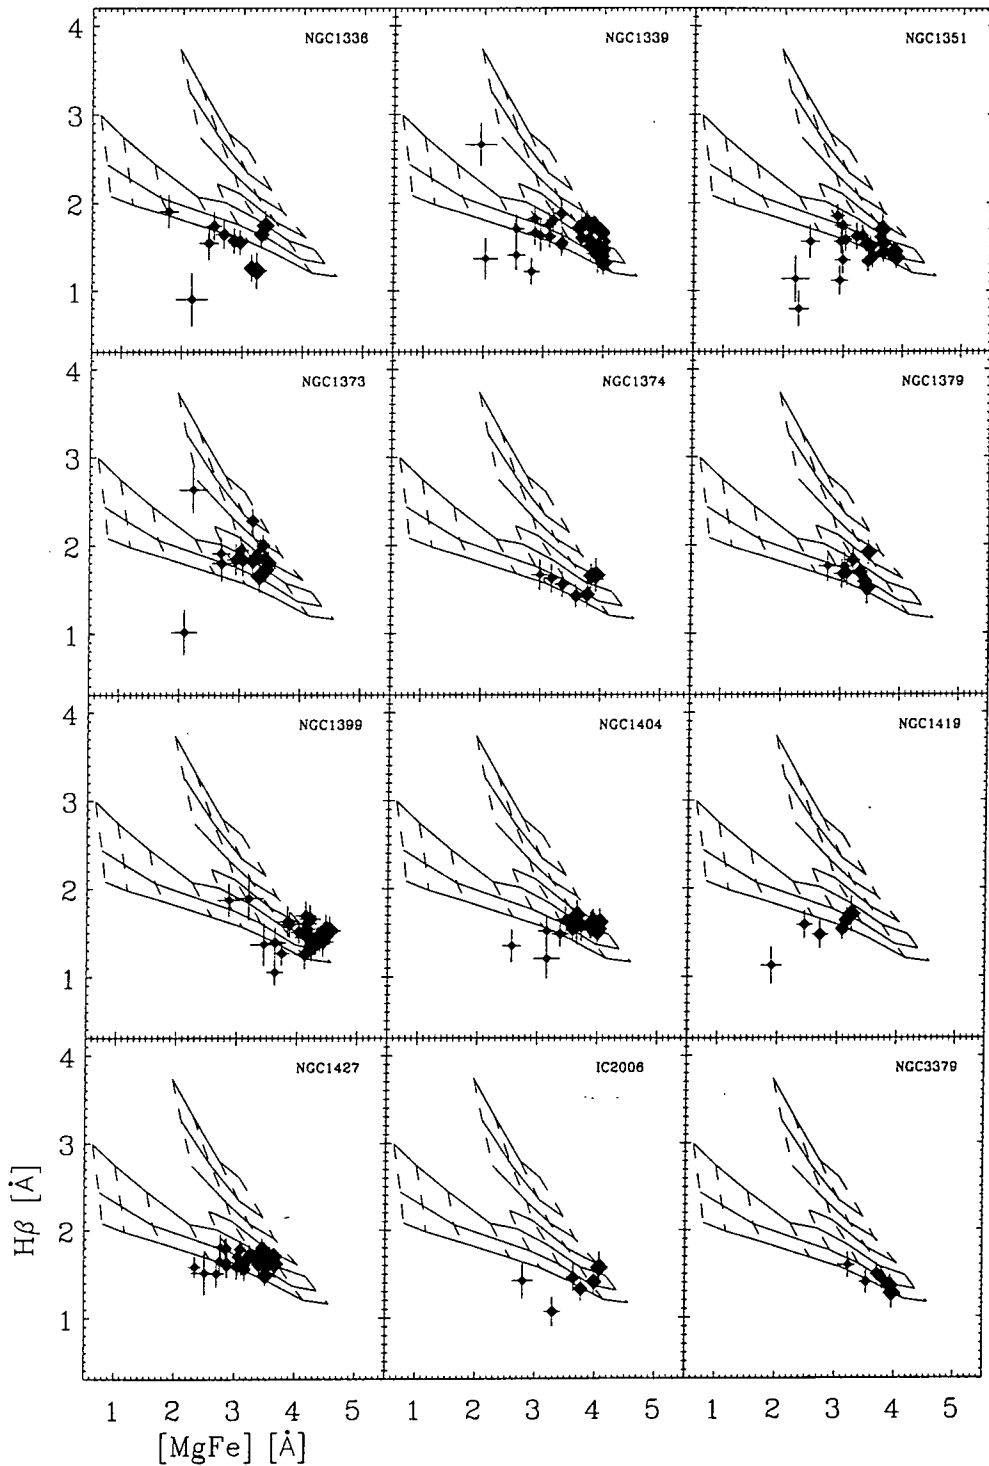 4
NGC1336
NGC1339
NGC1351
3
2
1
4
NGC1373
NGC1374
NGC1379
3
2
1
4
NGC1399
NGC1404
NGC1419
3
2
1
4
NGC1427
IC2006
NGC3379
3
2
1
Hβ [Å]
1 2 3 4 5 1 2 3 4 5 1 2 3 4 5
[MgFe] [Å]